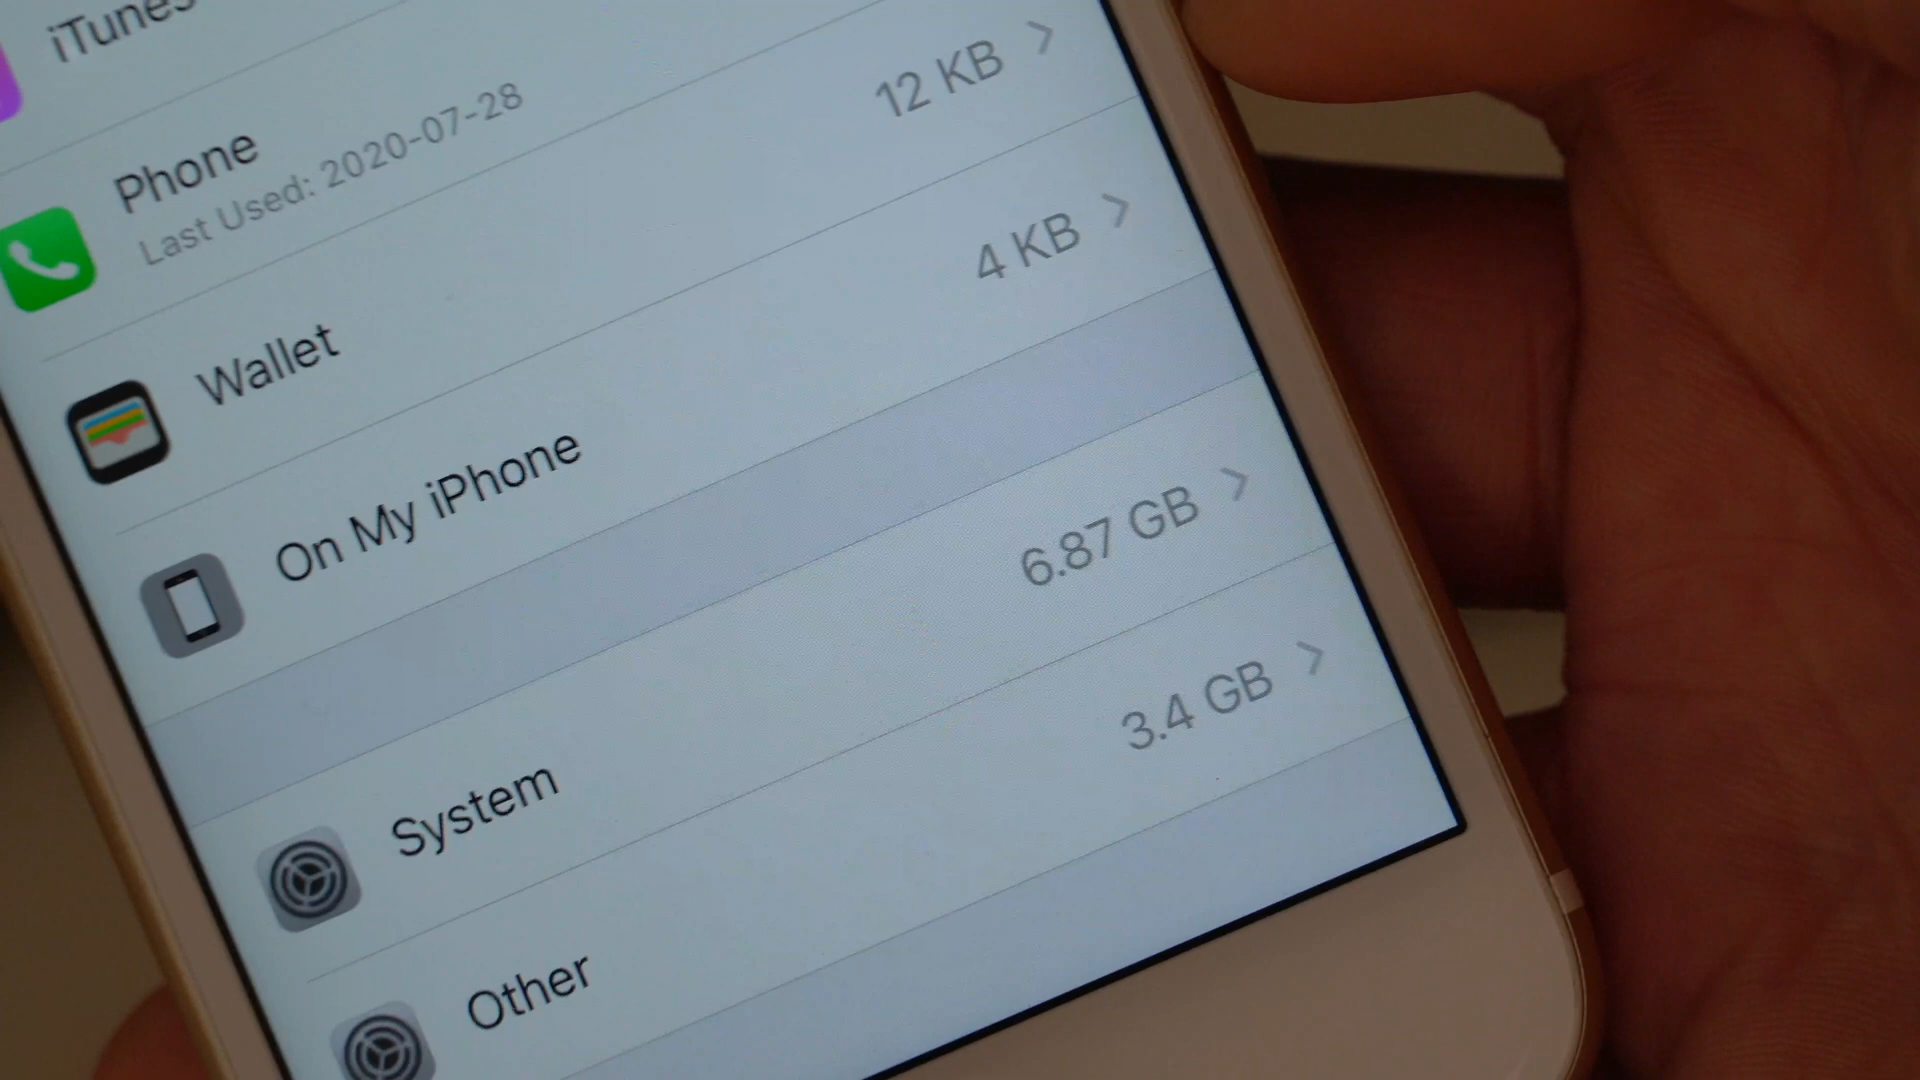 iTunes
Phone
Last Used: 2020-07-28
Wallet 12 KB
On My iPhone 4 KB
System 6.87 GB
Other 3.4 GB